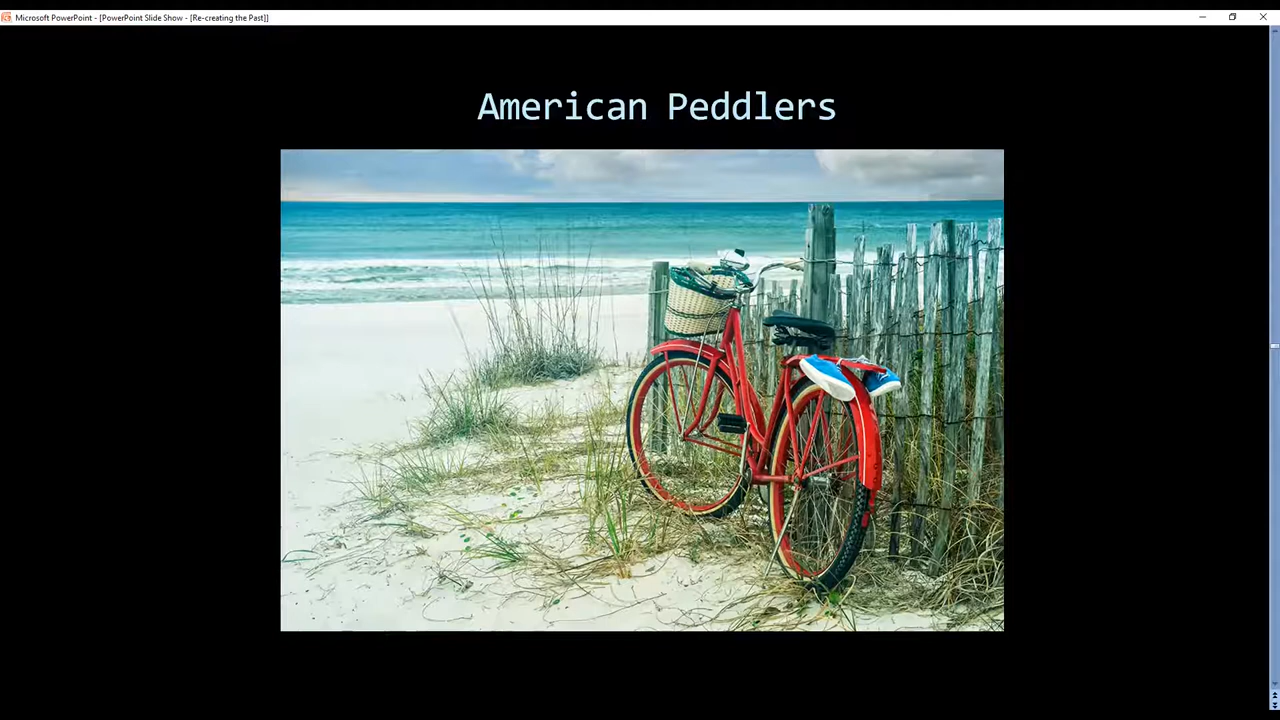 Microsoft PowerPoint - [PowerPoint Slide Show - [Re-creating the Past]]
American Peddlers